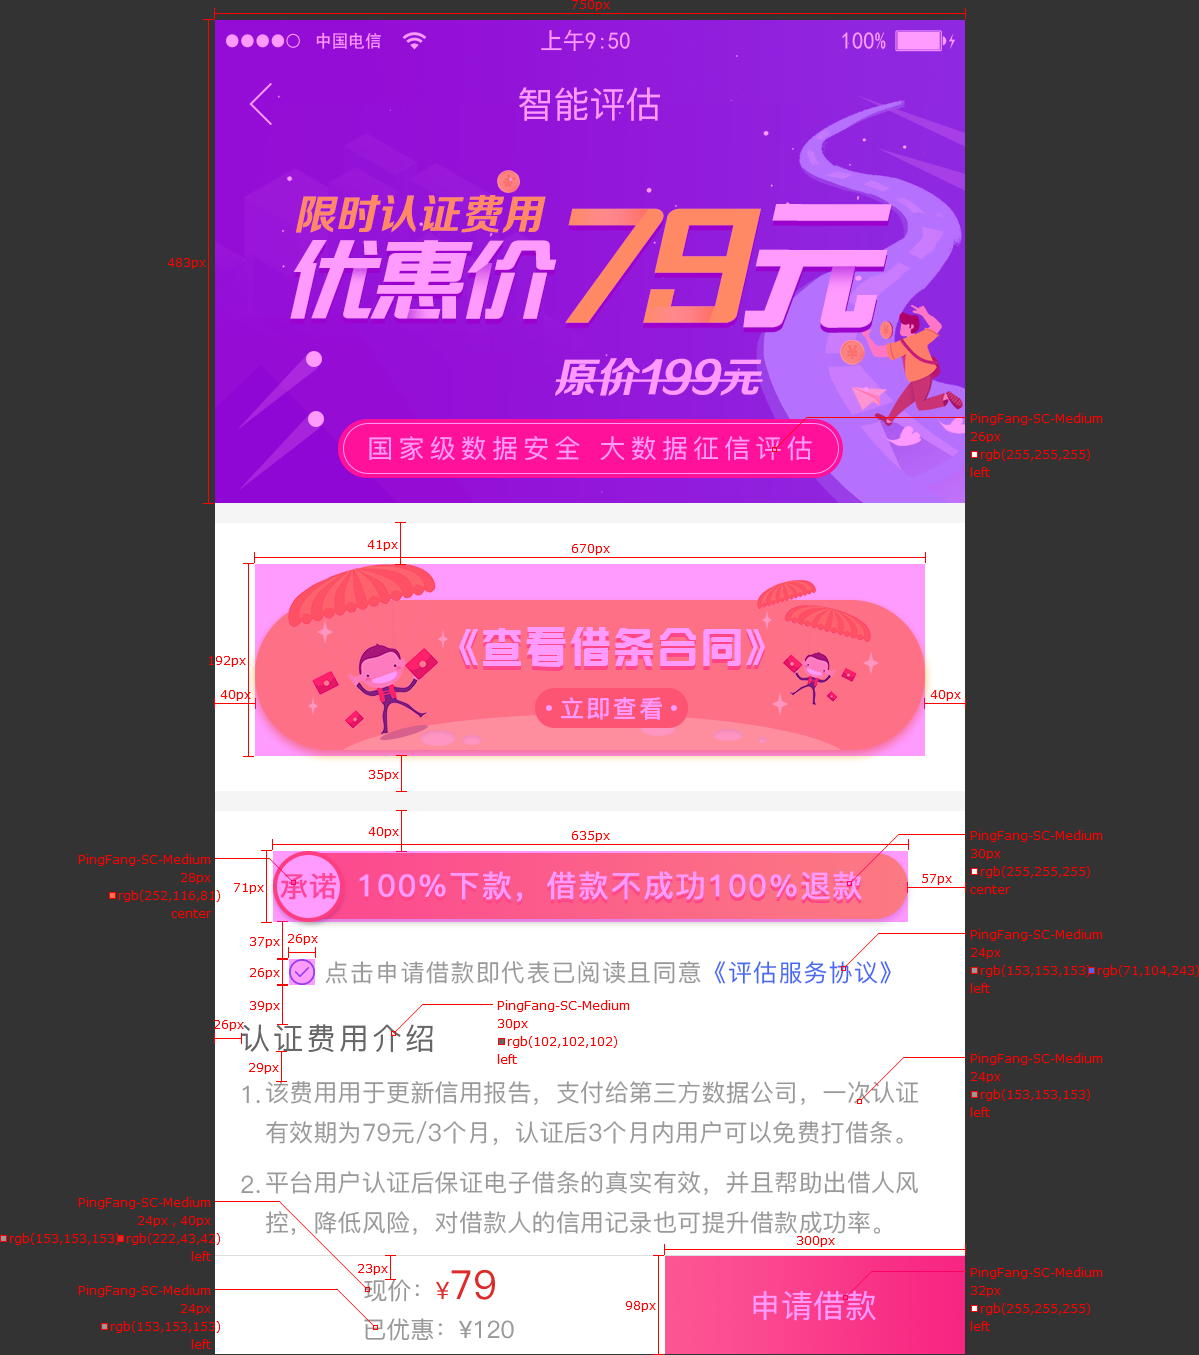 750px
中国电信
上午9:50
100%
智能评估
限时认证费用
优惠价79元
483px
原价199元
PingFang-SC-Medium
26px
rgb(255,255,255)
left
国家级数据安全 大数据征信评估
41px
670px
《查看借条合同》
192px
40px
40px
·立即查看·
35px
40px
635px
PingFang-SC-Medium
30px
rgb(255,255,255)
center
PingFang-SC-Medium
28px
rgb(252,116,81)
center
71px
承诺
100%下款，借款不成功100%退款
57px
37px
26px
26px
点击申请借款即代表已阅读且同意《评估服务协议》
PingFang-SC-Medium
24px
rgb(153,153,153) rgb(71,104,243)
left
39px
26px
认证费用介绍
PingFang-SC-Medium
30px
rgb(102,102,102)
left
29px
1.该费用用于更新信用报告，支付给第三方数据公司，一次认证
有效期为79元/3个月，认证后3个月内用户可以免费打借条。
PingFang-SC-Medium
24px
rgb(153,153,153)
left
2.平台用户认证后保证电子借条的真实有效，并且帮助出借人风
控，降低风险，对借款人的信用记录也可提升借款成功率。
PingFang-SC-Medium
24px , 40px
rgb(153,153,153) rgb(222,43,42)
left
300px
23px
现价：¥79
98px
申请借款
PingFang-SC-Medium
32px
rgb(255,255,255)
left
PingFang-SC-Medium
24px
rgb(153,153,153)
left
已优惠：¥120